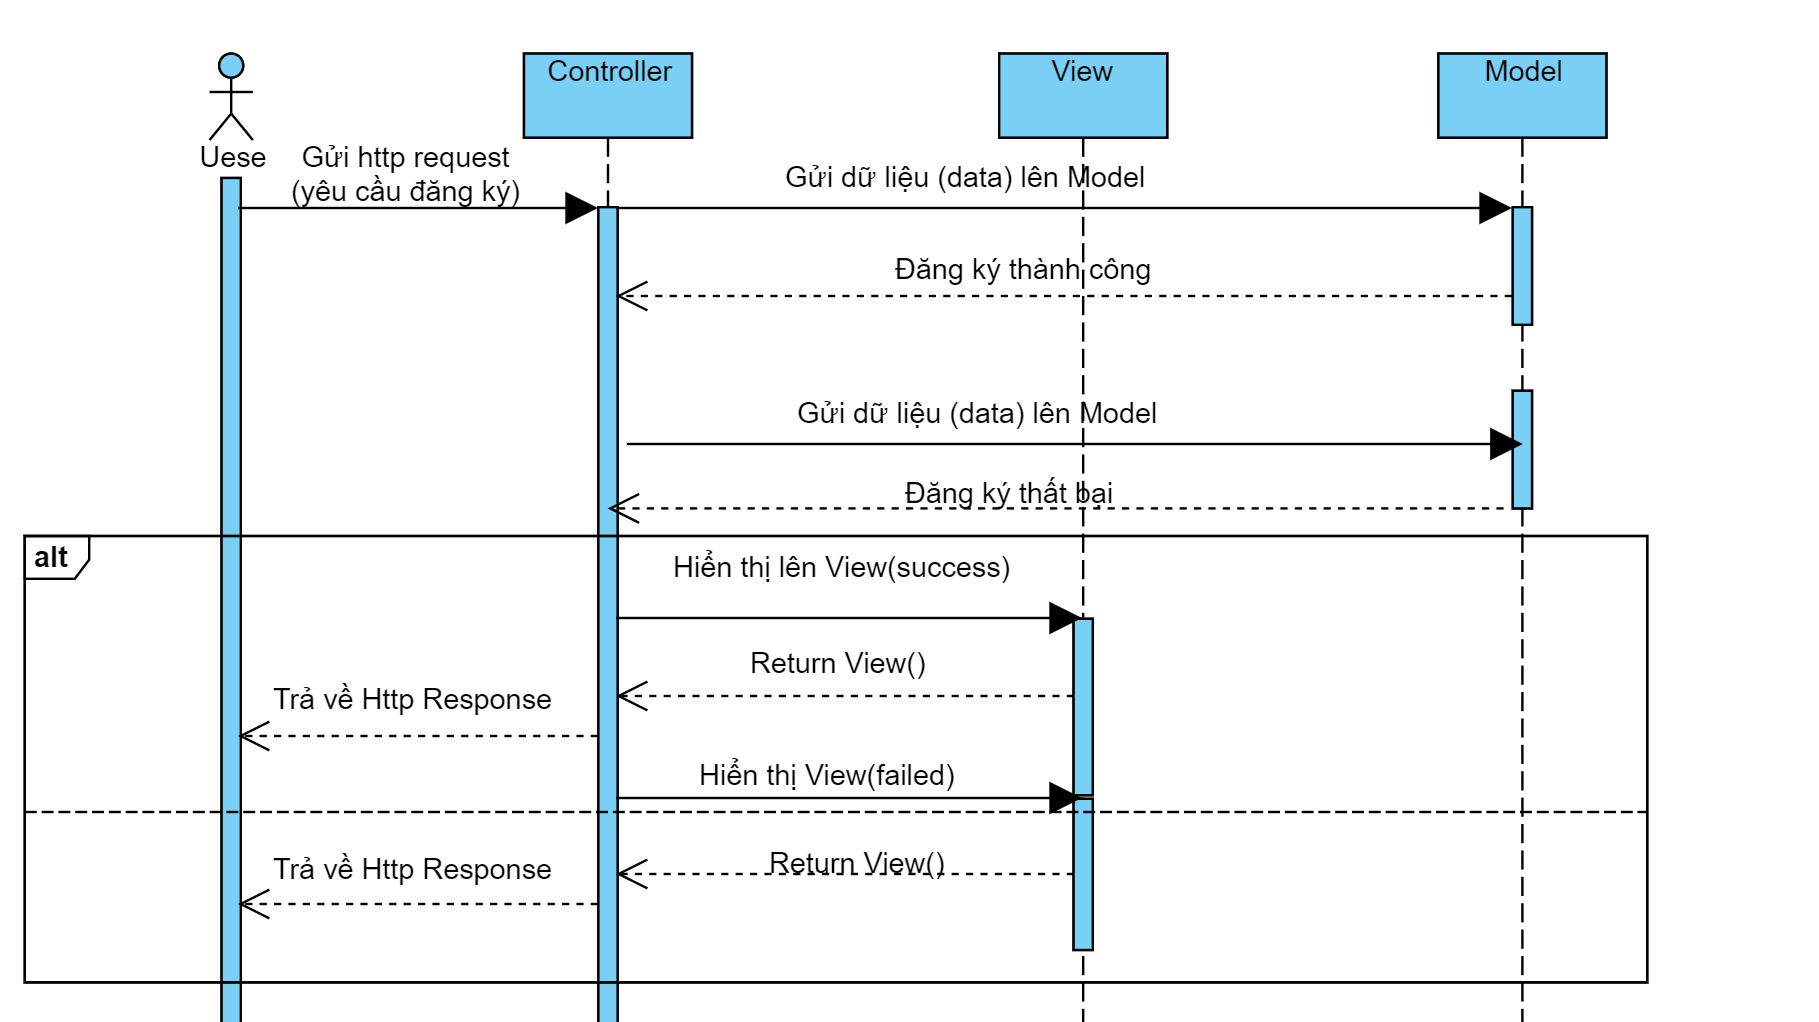 Controller
View
Model
Uese
Gửi http request
(yêu cầu đăng ký)
Gửi dữ liệu (data) lên Model
Đăng ký thành công
Gửi dữ liệu (data) lên Model
Đăng ký thất bại
alt
Hiển thị lên View(success)
Return View()
Trả về Http Response
Hiển thị View(failed)
Return View()
Trả về Http Response